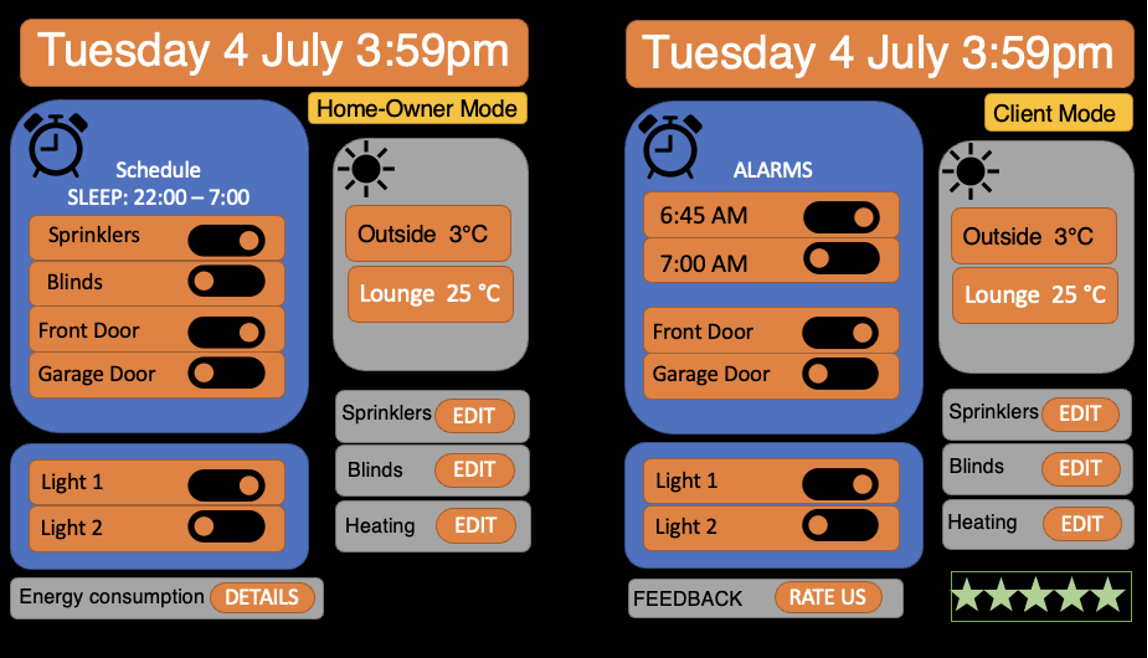 Tuesday 4 July 3:59pm
Home-Owner Mode
Schedule
SLEEP: 22:00 – 7:00
Sprinklers
Blinds
Front Door
Garage Door
Outside 3°C
Lounge 25 °C
Sprinklers EDIT
Blinds EDIT
Heating EDIT
Light 1
Light 2
Energy consumption DETAILS
Tuesday 4 July 3:59pm
Client Mode
ALARMS
6:45 AM
7:00 AM
Front Door
Garage Door
Outside 3°C
Lounge 25 °C
Sprinklers EDIT
Blinds EDIT
Heating EDIT
Light 1
Light 2
FEEDBACK RATE US